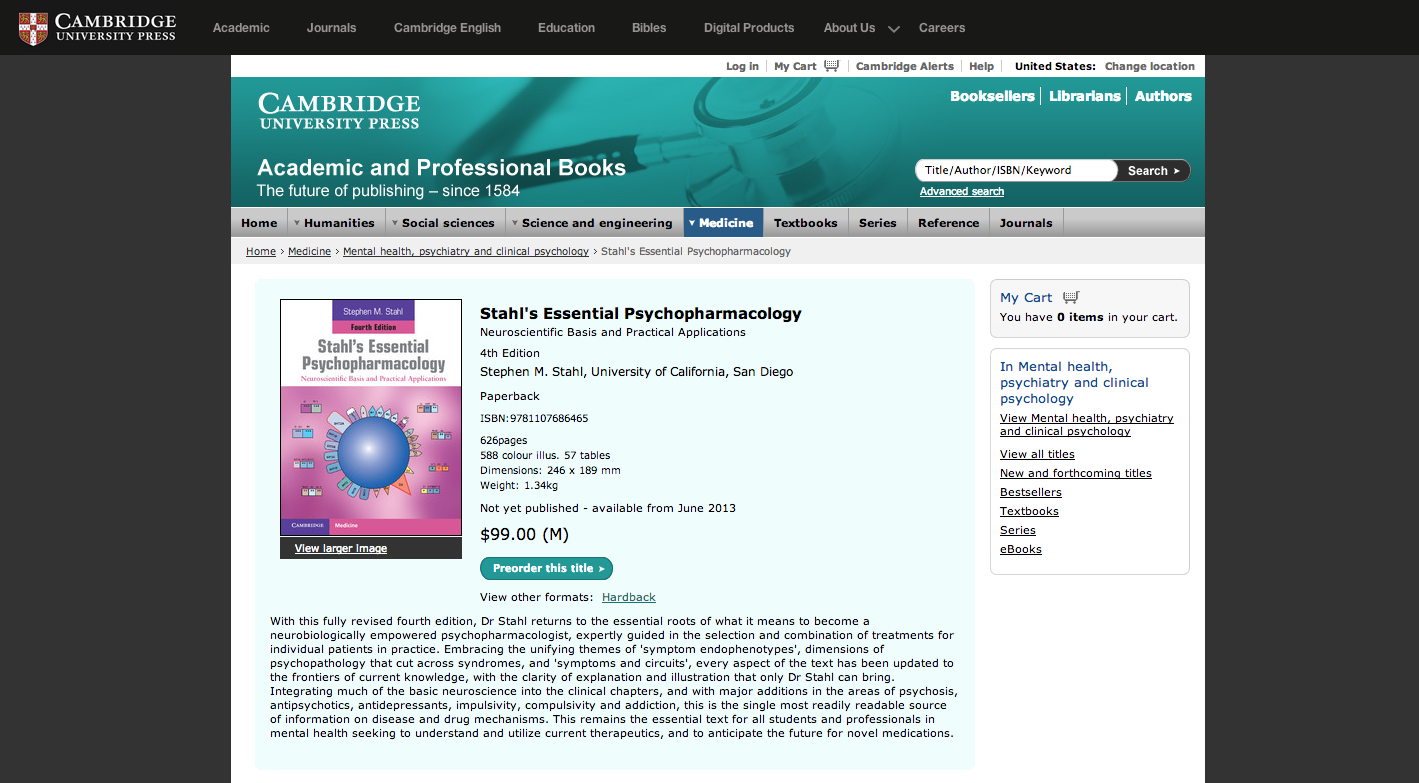 CAMBRIDGE
UNIVERSITY PRESS
Academic
Journals
Cambridge English
Education
Bibles
Digital Products
About Us
Careers
Log in
My Cart
Cambridge Alerts
Help
United States:
Change location
CAMBRIDGE
UNIVERSITY PRESS
Booksellers
Librarians
Authors
Academic and Professional Books
The future of publishing – since 1584
Title/Author/ISBN/Keyword
Search
Advanced search
Home
Humanities
Social sciences
Science and engineering
Medicine
Textbooks
Series
Reference
Journals
Home › Medicine › Mental health, psychiatry and clinical psychology › Stahl's Essential Psychopharmacology
Stephen M. Stahl
Fourth Edition
Stahl's Essential
Psychopharmacology
Neuroscientific Basis and Practical Applications
CAMBRIDGE
Medicine
View larger image
Stahl's Essential Psychopharmacology
Neuroscientific Basis and Practical Applications
4th Edition
Stephen M. Stahl, University of California, San Diego
Paperback
ISBN:9781107686465
626pages
588 colour illus. 57 tables
Dimensions: 246 x 189 mm
Weight: 1.34kg
Not yet published - available from June 2013
$99.00 (M)
Preorder this title
View other formats: Hardback
With this fully revised fourth edition, Dr Stahl returns to the essential roots of what it means to become a
neurobiologically empowered psychopharmacologist, expertly guided in the selection and combination of treatments for
individual patients in practice. Embracing the unifying themes of 'symptom endophenotypes', dimensions of
psychopathology that cut across syndromes, and 'symptoms and circuits', every aspect of the text has been updated to
the frontiers of current knowledge, with the clarity of explanation and illustration that only Dr Stahl can bring.
Integrating much of the basic neuroscience into the clinical chapters, and with major additions in the areas of psychosis,
antipsychotics, antidepressants, impulsivity, compulsivity and addiction, this is the single most readily readable source
of information on disease and drug mechanisms. This remains the essential text for all students and professionals in
mental health seeking to understand and utilize current therapeutics, and to anticipate the future for novel medications.
My Cart
You have 0 items in your cart.
In Mental health,
psychiatry and clinical
psychology
View Mental health, psychiatry
and clinical psychology
View all titles
New and forthcoming titles
Bestsellers
Textbooks
Series
eBooks